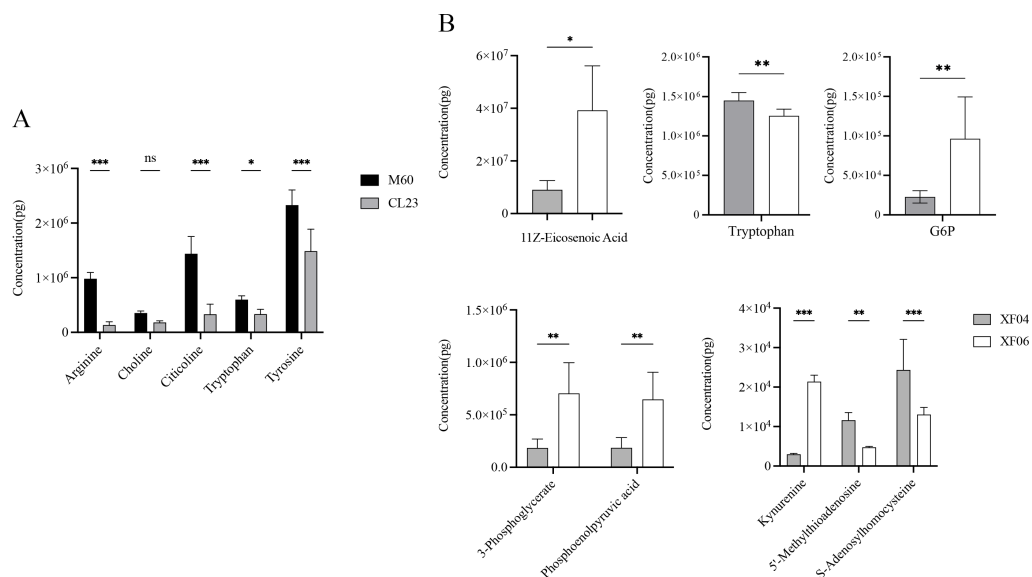 A
Concentration(pg)
3×10⁶
2×10⁶
1×10⁶
0
***
ns
***
*
***
Arginine
Choline
Citicoline
Tryptophan
Tyrosine
M60
CL23
B
Concentration(pg)
6×10⁷
4×10⁷
2×10⁷
0
*
11Z-Eicosenoic Acid
Concentration(pg)
2.0×10⁶
1.5×10⁶
1.0×10⁶
5.0×10⁵
0.0
**
Tryptophan
Concentration(pg)
2.0×10⁵
1.5×10⁵
1.0×10⁵
5.0×10⁴
0.0
**
G6P
Concentration(pg)
1.5×10⁶
1.0×10⁶
5.0×10⁵
0.0
**
**
3-Phosphoglycerate
Phosphoenolpyruvic acid
Concentration(pg)
4×10⁴
3×10⁴
2×10⁴
1×10⁴
0
***
**
***
Kynurenine
5'-Methylthioadenosine
S-Adenosylhomocysteine
XF04
XF06